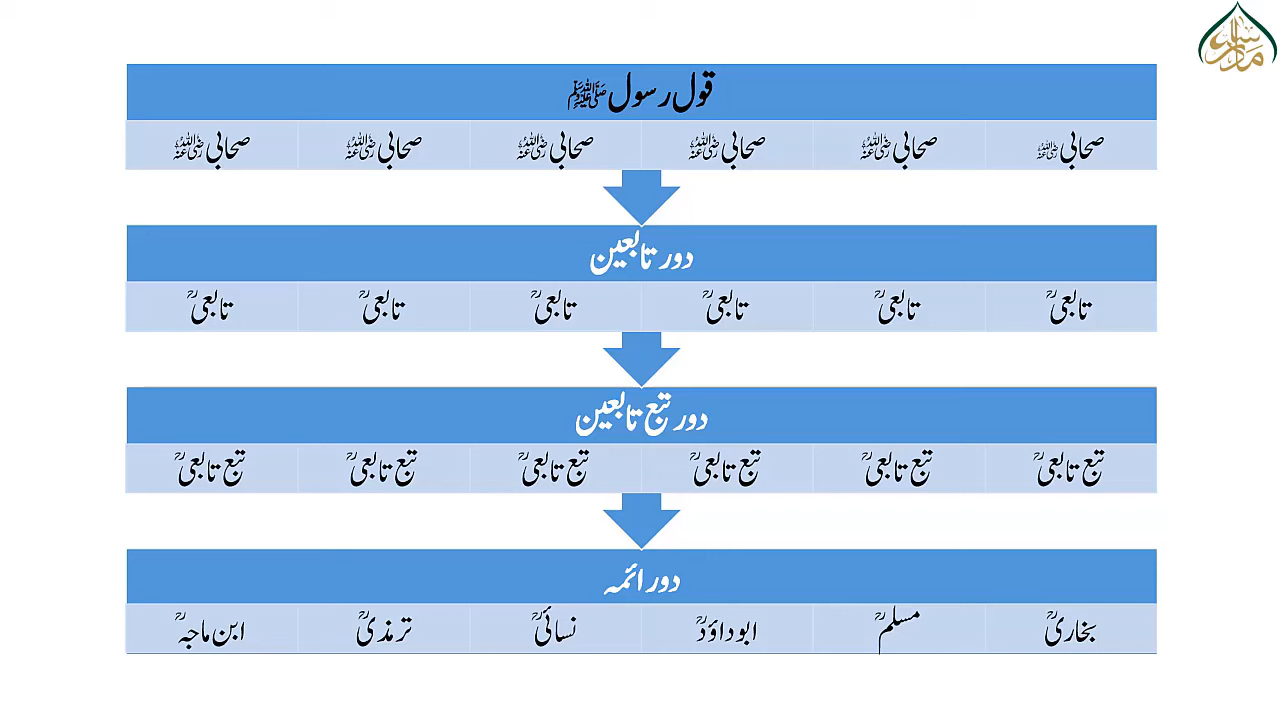 قول رسول ﷺ
صحابی رضی اللہ عنہ صحابی رضی اللہ عنہ صحابی رضی اللہ عنہ صحابی رضی اللہ عنہ صحابی رضی اللہ عنہ صحابی رضی اللہ عنہ
دور تابعین
تابعیؒ تابعیؒ تابعیؒ تابعیؒ تابعیؒ تابعیؒ
دور تبع تابعین
تبع تابعیؒ تبع تابعیؒ تبع تابعیؒ تبع تابعیؒ تبع تابعیؒ تبع تابعیؒ
دور ائمہ
بخاریؒ مسلمؒ ابوداؤدؒ نسائیؒ ترمذیؒ ابن ماجہؒ